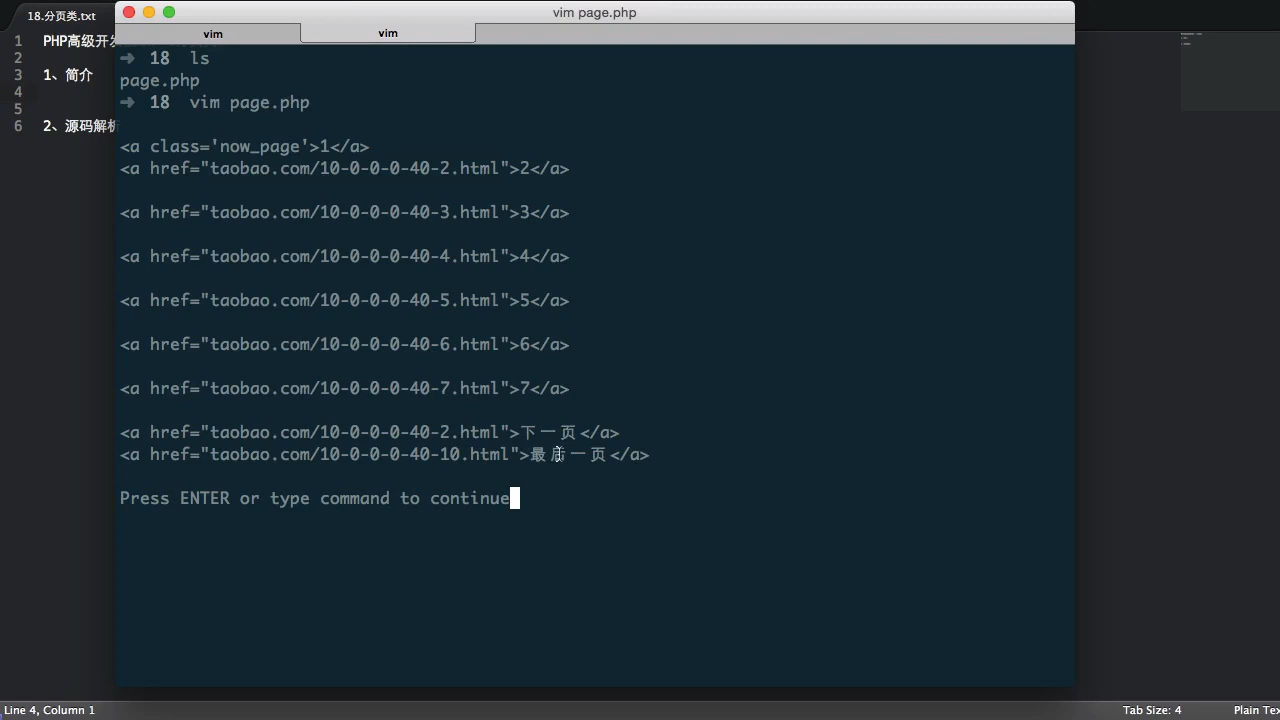 18.分页类.txt
vim page.php
vim
vim
1 PHP高级开发
2
3 1、简介
4
5
6 2、源码解析
➜ 18 ls
page.php
➜ 18 vim page.php
<a class='now_page'>1</a>
<a href="taobao.com/10-0-0-0-40-2.html">2</a>
<a href="taobao.com/10-0-0-0-40-3.html">3</a>
<a href="taobao.com/10-0-0-0-40-4.html">4</a>
<a href="taobao.com/10-0-0-0-40-5.html">5</a>
<a href="taobao.com/10-0-0-0-40-6.html">6</a>
<a href="taobao.com/10-0-0-0-40-7.html">7</a>
<a href="taobao.com/10-0-0-0-40-2.html">下一页</a>
<a href="taobao.com/10-0-0-0-40-10.html">最后一页</a>
Press ENTER or type command to continue
Line 4, Column 1
Tab Size: 4
Plain Tex